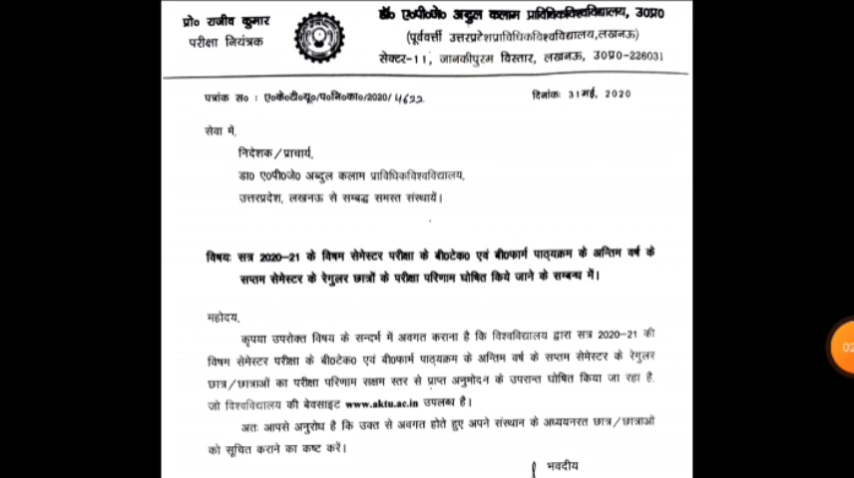 प्रो० राजीव कुमार
परीक्षा नियंत्रक
डॉ० ए०पी०जे० अब्दुल कलाम प्राविधिकविश्वविद्यालय, उ०प्र०
(पूर्ववर्ती उत्तरप्रदेशप्राविधिकविश्वविद्यालय,लखनऊ)
सेक्टर-11, जानकीपुरम विस्तार, लखनऊ, उ०प्र०-226031
पत्रांक स० : ए०के०टी०यू०/प०नि०का०/2020/4622
दिनांकः 31 मई, 2020
सेवा में,
निदेशक/प्राचार्य,
डा० ए०पी०जे० अब्दुल कलाम प्राविधिकविश्वविद्यालय,
उत्तरप्रदेश, लखनऊ से सम्बद्ध समस्त संस्थायें।
विषयः सत्र 2020-21 के विषम सेमेस्टर परीक्षा के बी०टेक० एवं बी०फार्म पाठ्यक्रम के अन्तिम वर्ष के
सप्तम सेमेस्टर के रेगुलर छात्रों के परीक्षा परिणाम घोषित किये जाने के सम्बन्ध में।
महोदय,
कृपया उपरोक्त विषय के सन्दर्भ में अवगत कराना है कि विश्वविद्यालय द्वारा सत्र 2020-21 की
विषम सेमेस्टर परीक्षा के बी०टेक० एवं बी०फार्म पाठ्यक्रम के अन्तिम वर्ष के सप्तम सेमेस्टर के रेगुलर
छात्र/छात्राओं का परीक्षा परिणाम सक्षम स्तर से प्राप्त अनुमोदन के उपरान्त घोषित किया जा रहा है,
जो विश्वविद्यालय की वेबसाइट www.aktu.ac.in उपलब्ध है।
अतः आपसे अनुरोध है कि उक्त से अवगत होते हुए अपने संस्थान के अध्ययनरत छात्र/छात्राओं
को सूचित कराने का कष्ट करें।
भवदीय
02